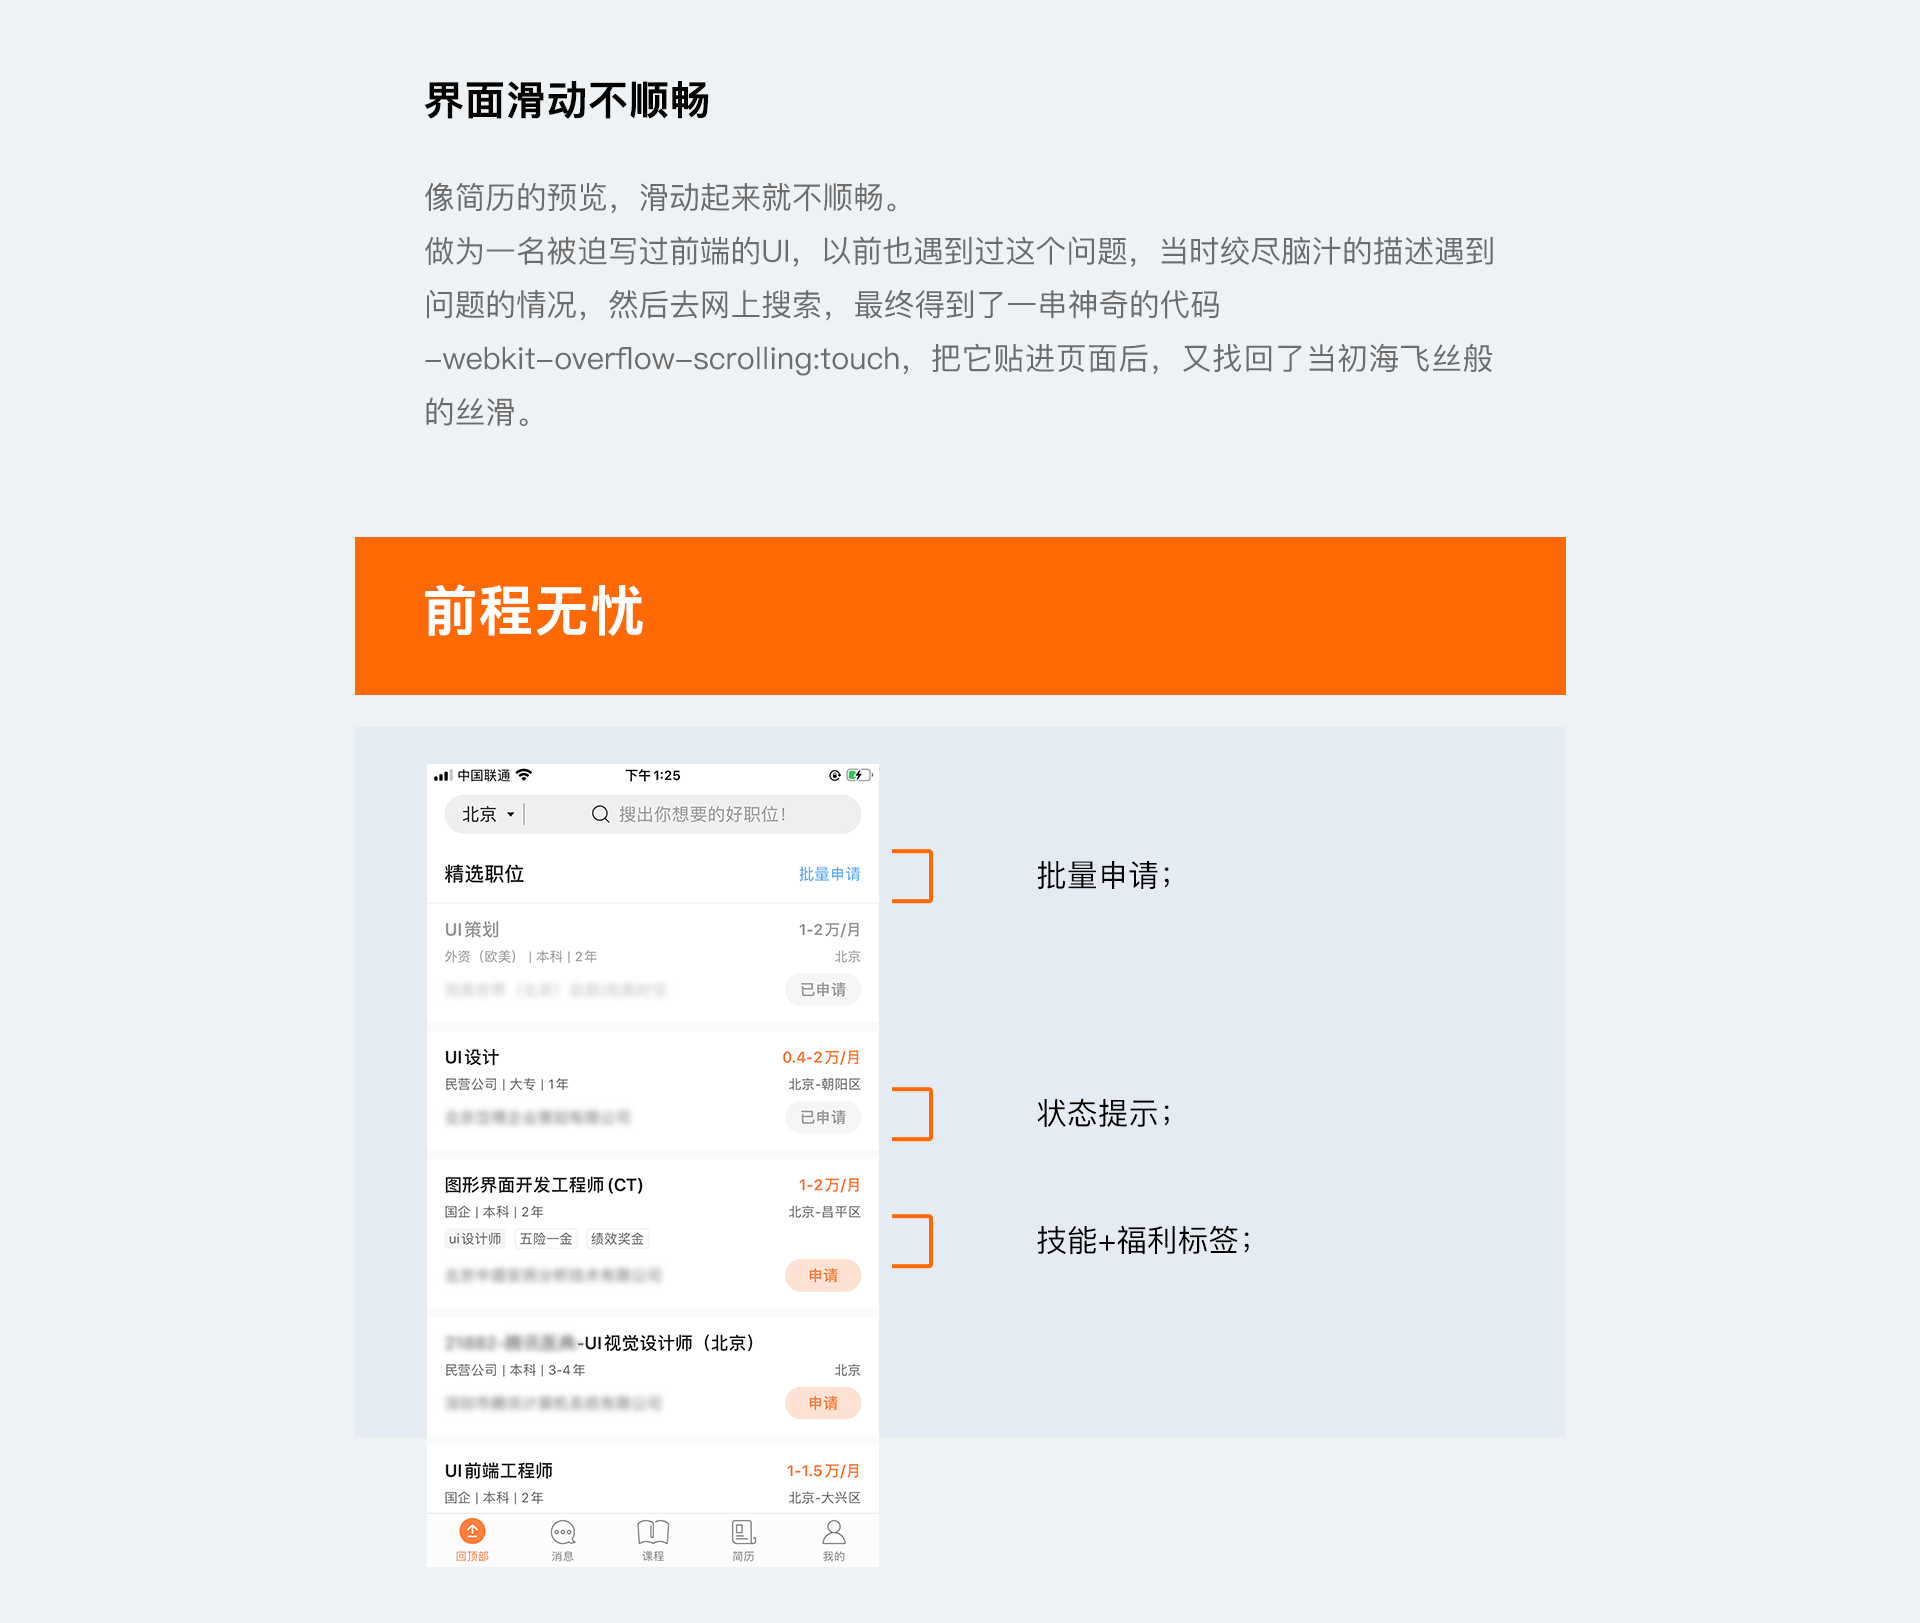 界面滑动不顺畅
像简历的预览，滑动起来就不顺畅。
做为一名被迫写过前端的UI，以前也遇到过这个问题，当时绞尽脑汁的描述遇到
问题的情况，然后去网上搜索，最终得到了一串神奇的代码
-webkit-overflow-scrolling:touch，把它贴进页面后，又找回了当初海飞丝般
的丝滑。
前程无忧
中国联通 下午1:25
北京 搜出你想要的好职位！
精选职位 批量申请
批量申请；
UI策划 1-2万/月
外资（欧美） | 本科 | 2年 北京
已申请
UI设计 0.4-2万/月
民营公司 | 大专 | 1年 北京-朝阳区
已申请
状态提示；
图形界面开发工程师(CT) 1-2万/月
国企 | 本科 | 2年 北京-昌平区
ui设计师 五险一金 绩效奖金
技能+福利标签；
申请
-UI视觉设计师（北京）
民营公司 | 本科 | 3-4年 北京
申请
UI前端工程师 1-1.5万/月
国企 | 本科 | 2年 北京-大兴区
回顶部 消息 课程 简历 我的